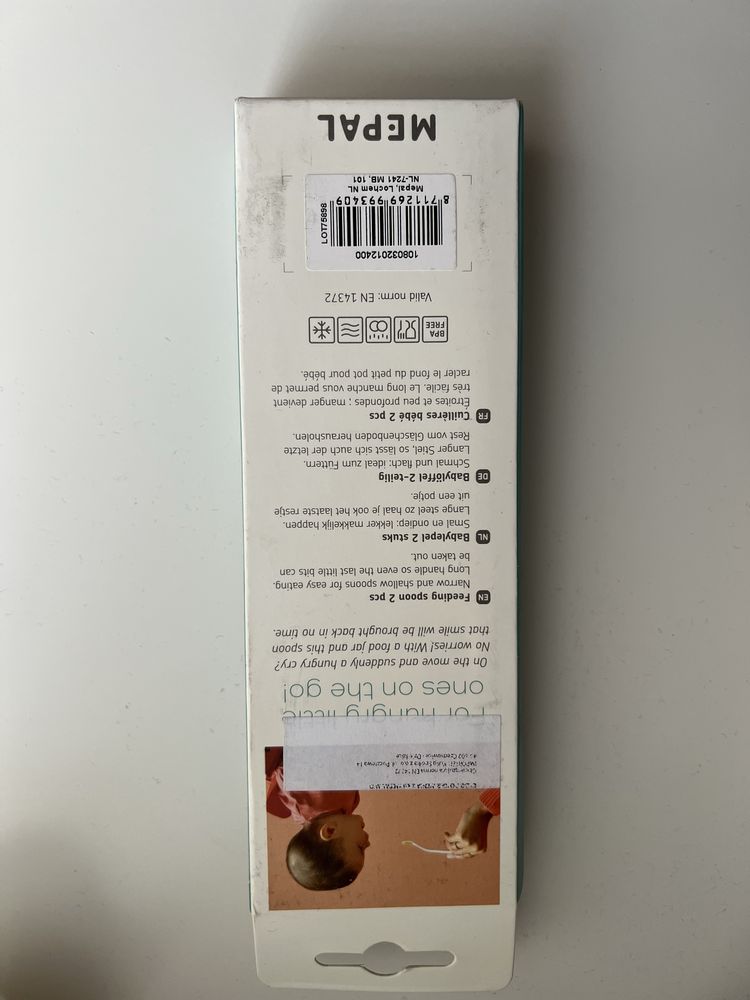 For hungry little
ones on the go!
On the move and suddenly a hungry cry?
No worries! With a food jar and this spoon
that smile will be brought back in no time.
EN Feeding spoon 2 pcs
Narrow and shallow spoons for easy eating.
Long handle so even the last little bits can
be taken out.
NL Babylepel 2 stuks
Smal en ondiep: lekker makkelijk happen.
Lange steel zo haal je ook het laatste restje
uit een potje.
DE Babylöffel 2-teilig
Schmal und flach: ideal zum Füttern.
Langer Stiel, so lässt sich auch der letzte
Rest vom Gläschenboden herausholen.
FR Cuillères bébé 2 pcs
Étroites et peu profondes ; manger devient
très facile. Le long manche vous permet de
racler le fond du petit pot pour bébé.
BPA
FREE
Valid norm: EN 14372
108032012400
LOT75898
8 711269 993409
Mepal, Lochem NL
NL-7241 MB, 101
MEPAL